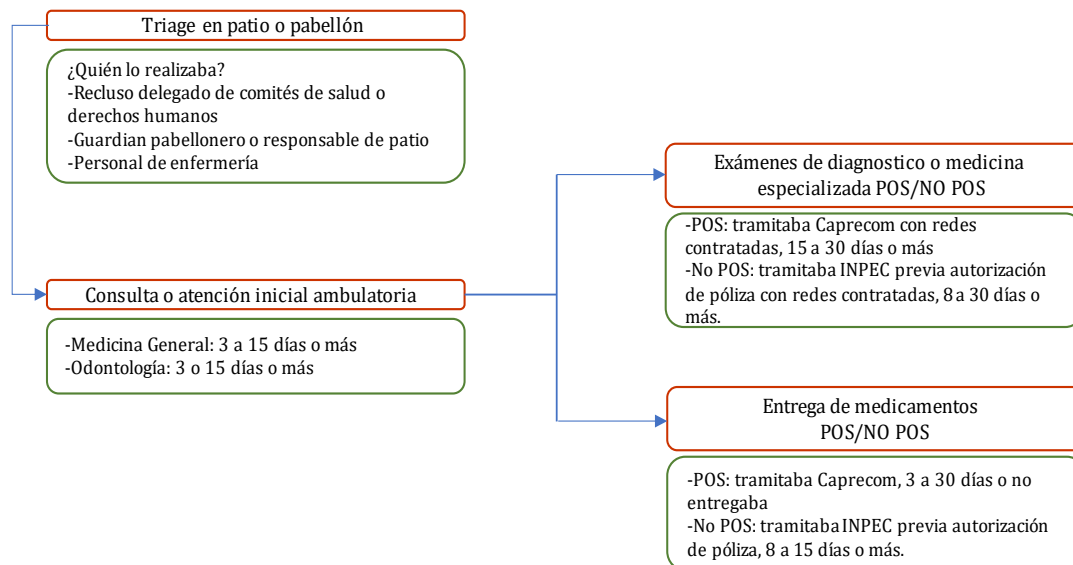 Triage en patio o pabellón
¿Quién lo realizaba?
-Recluso delegado de comités de salud o
derechos humanos
-Guardian pabellonero o responsable de patio
-Personal de enfermería
Consulta o atención inicial ambulatoria
-Medicina General: 3 a 15 días o más
-Odontología: 3 o 15 días o más
Exámenes de diagnostico o medicina
especializada POS/NO POS
-POS: tramitaba Caprecom con redes
contratadas, 15 a 30 días o más
-No POS: tramitaba INPEC previa autorización
de póliza con redes contratadas, 8 a 30 días o
más.
Entrega de medicamentos
POS/NO POS
-POS: tramitaba Caprecom, 3 a 30 días o no
entregaba
-No POS: tramitaba INPEC previa autorización
de póliza, 8 a 15 días o más.